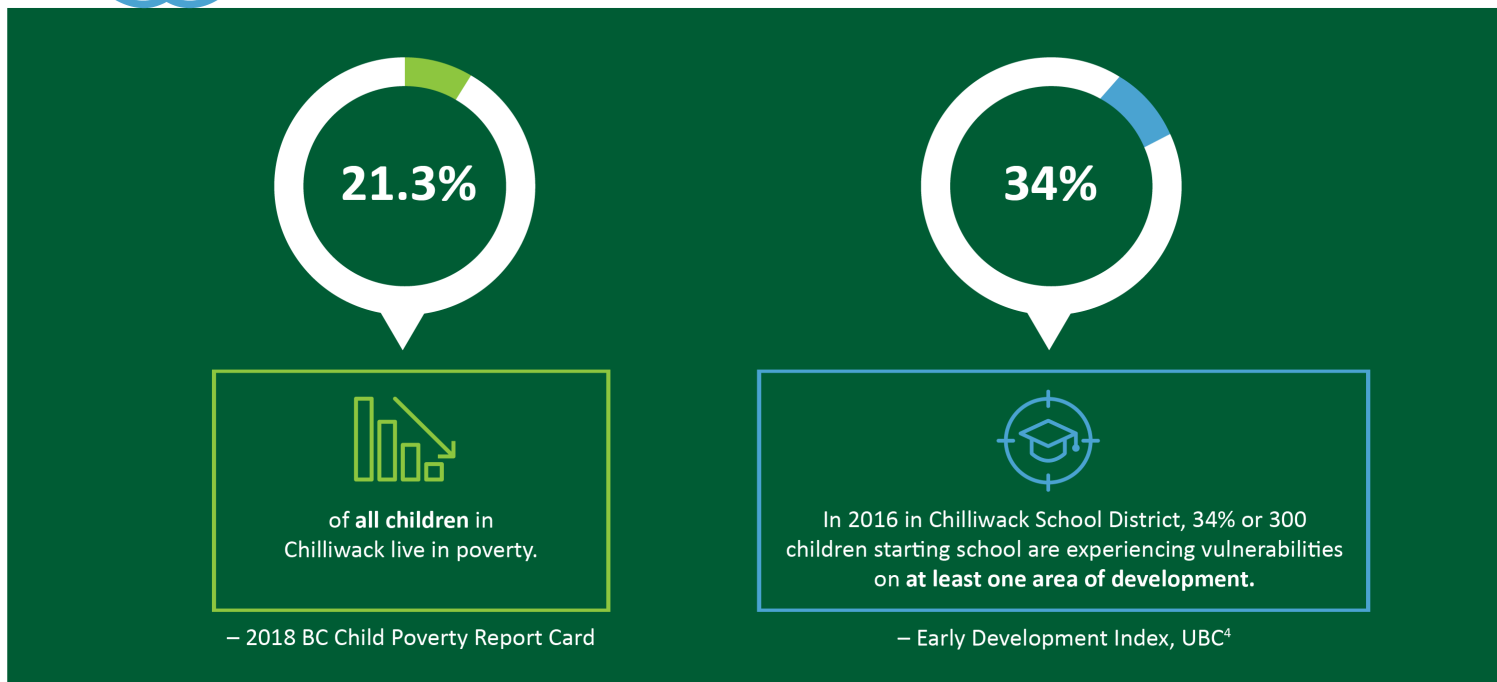 21.3%
of all children in
Chilliwack live in poverty.
– 2018 BC Child Poverty Report Card
34%
In 2016 in Chilliwack School District, 34% or 300
children starting school are experiencing vulnerabilities
on at least one area of development.
– Early Development Index, UBC⁴